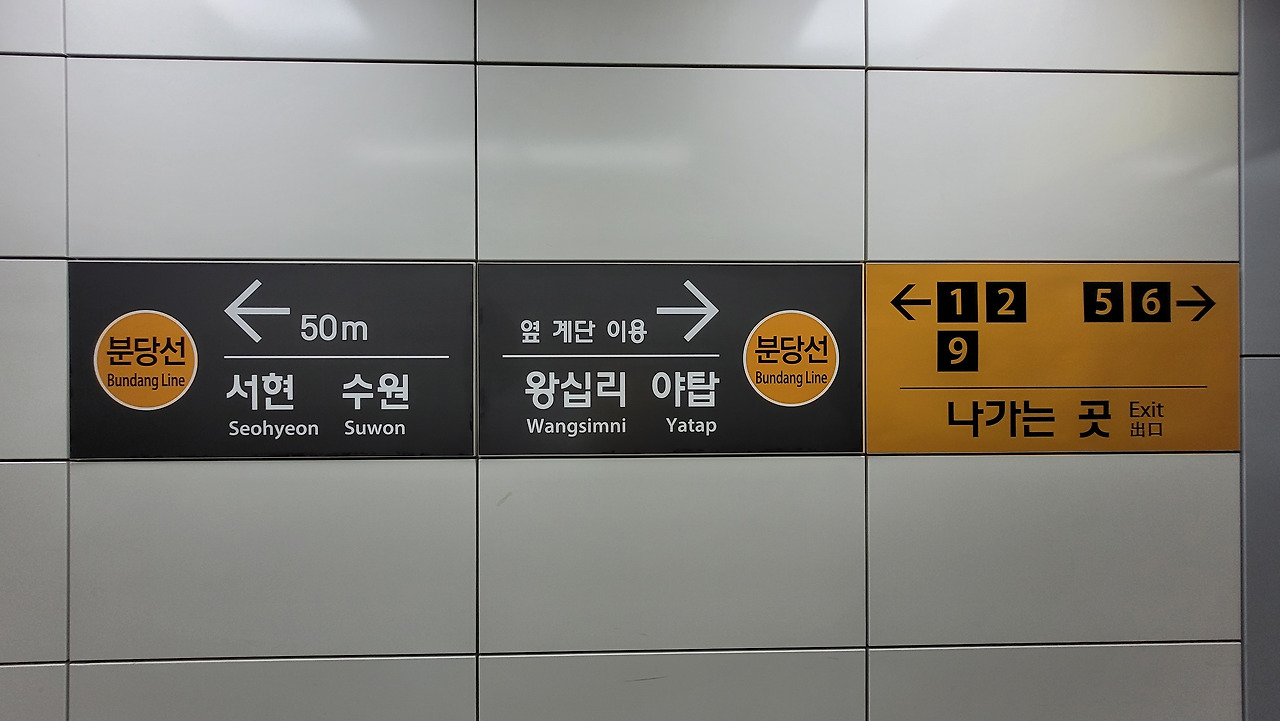 분당선
Bundang Line
← 50m
서현 수원
Seohyeon Suwon
옆 계단 이용 →
왕십리 야탑
Wangsimni Yatap
분당선
Bundang Line
← 1 2 5 6 →
9
나가는 곳 Exit
出口